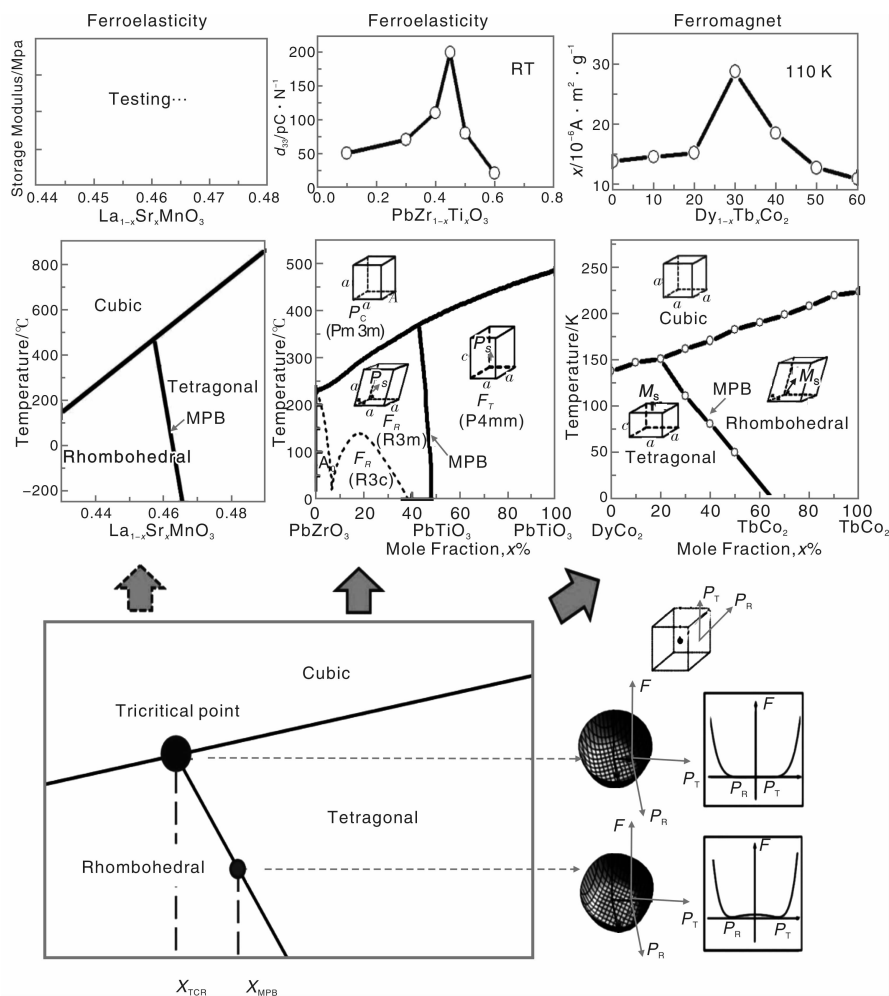 Ferroelasticity
Ferroelasticity
Ferromagnet
Storage Modulus/Mpa
Testing⋯
0.44 0.45 0.46 0.47 0.48
La1−xSrxMnO3
d33/pC · N−1
200
150
100
50
0
RT
0.0 0.2 0.4 0.6 0.8
PbZr1−xTixO3
x/10−6A · m2 · g−1
30
20
10
110 K
0 10 20 30 40 50 60
Dy1−xTbxCo2
Temperature/℃
800
600
400
200
0
−200
Cubic
Tetragonal
MPB
Rhombohedral
0.44 0.46 0.48
La1−xSrxMnO3
Temperature/℃
500
400
300
200
100
0
a
a
A
PC
(Pm3m)
PS
a
a
FR
(R3m)
A
FR
(R3c)
c
PS
a
a
FT
(P4mm)
MPB
0 20 40 60 80 100
PbZrO3 PbTiO3 PbTiO3
Mole Fraction,x%
Temperature/K
250
200
150
100
50
0
a
a
a
Cubic
MS
c
a
a
Tetragonal
MPB
MS
a
a
Rhombohedral
0 20 40 60 80 100
DyCo2 TbCo2 TbCo2
Mole Fraction,x%
Cubic
Tricritical point
Tetragonal
Rhombohedral
XTCR XMPB
PT
PR
F
PT
PR
F
PR PT
F
PT
PR
F
PR PT